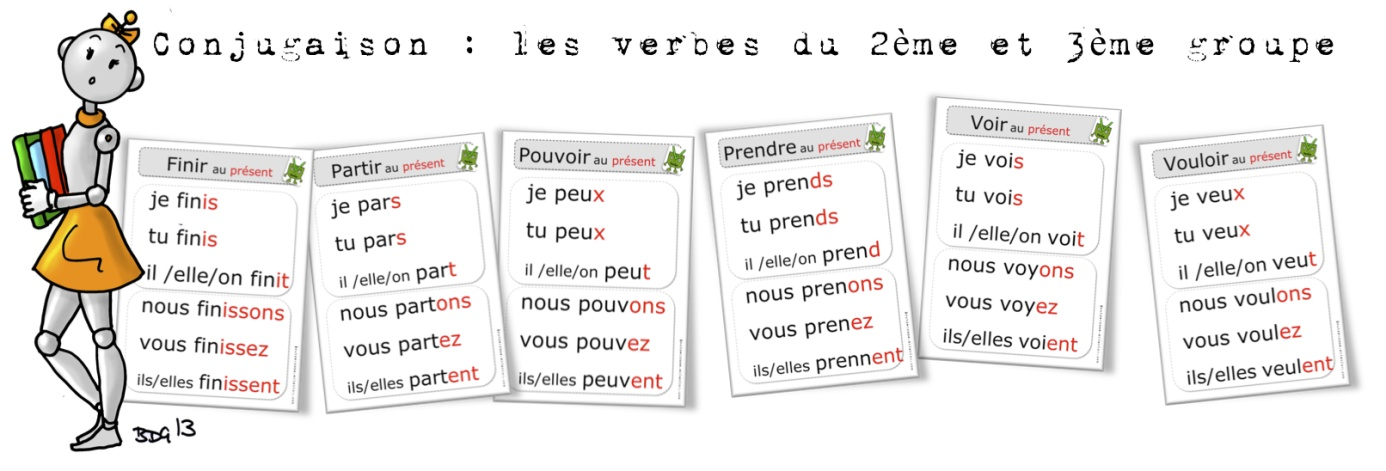 Conjugaison : les verbes du 2ème et 3ème groupe
Finir au présent
je finis
tu finis
il /elle/on finit
nous finissons
vous finissez
ils/elles finissent
Partir au présent
je pars
tu pars
il /elle/on part
nous partons
vous partez
ils/elles partent
Pouvoir au présent
je peux
tu peux
il /elle/on peut
nous pouvons
vous pouvez
ils/elles peuvent
Prendre au présent
je prends
tu prends
il /elle/on prend
nous prenons
vous prenez
ils/elles prennent
Voir au présent
je vois
tu vois
il /elle/on voit
nous voyons
vous voyez
ils/elles voient
Vouloir au présent
je veux
tu veux
il /elle/on veut
nous voulons
vous voulez
ils/elles veulent
BDG 13